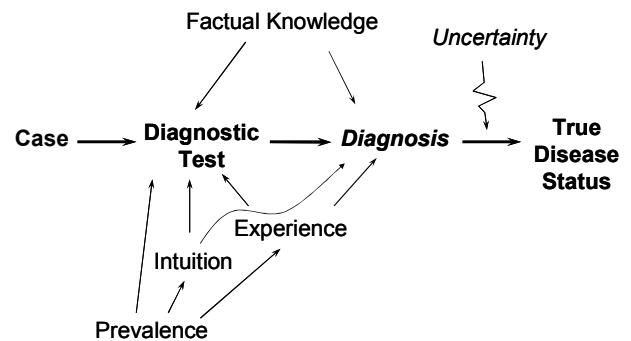 Factual Knowledge
Uncertainty
Case
Diagnostic
Test
Diagnosis
True
Disease
Status
Experience
Intuition
Prevalence